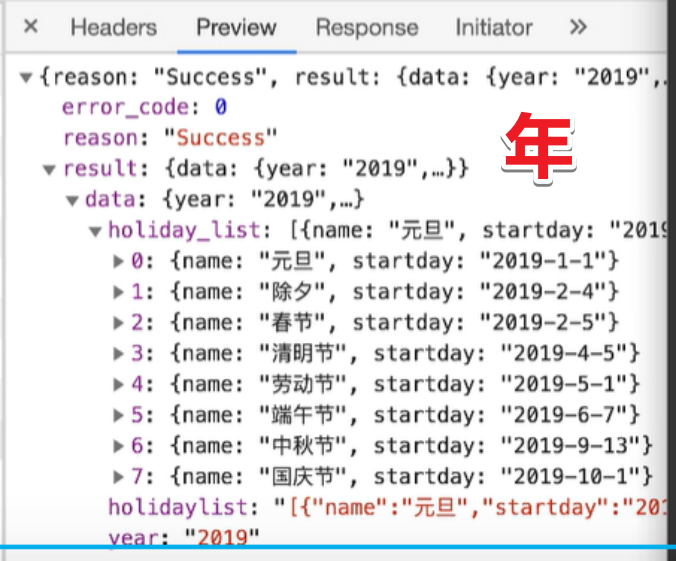 × Headers Preview Response Initiator »
▼{reason: "Success", result: {data: {year: "2019",…
error_code: 0
reason: "Success"
年
▼result: {data: {year: "2019",…}}
▼data: {year: "2019",…}
▼holiday_list: [{name: "元旦", startday: "2019
▶0: {name: "元旦", startday: "2019-1-1"}
▶1: {name: "除夕", startday: "2019-2-4"}
▶2: {name: "春节", startday: "2019-2-5"}
▶3: {name: "清明节", startday: "2019-4-5"}
▶4: {name: "劳动节", startday: "2019-5-1"}
▶5: {name: "端午节", startday: "2019-6-7"}
▶6: {name: "中秋节", startday: "2019-9-13"}
▶7: {name: "国庆节", startday: "2019-10-1"}
holidaylist: "[{"name":"元旦","startday":"201
year: "2019"